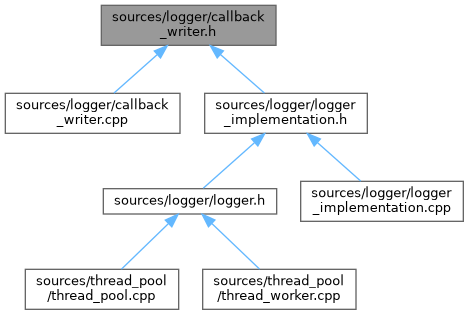 sources/logger/callback
_writer.h
sources/logger/callback
_writer.cpp
sources/logger/logger
_implementation.h
sources/logger/logger.h
sources/logger/logger
_implementation.cpp
sources/thread_pool
/thread_pool.cpp
sources/thread_pool
/thread_worker.cpp